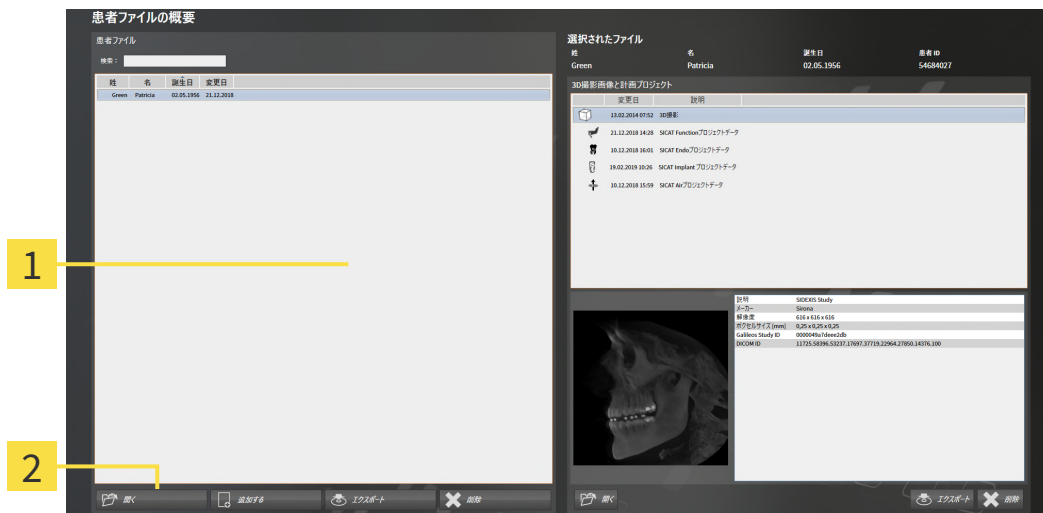 患者ファイルの概要
患者ファイル
検索：
姓 名 誕生日 変更日
Green Patricia 02.05.1956 21.12.2018
1
2
開く 追加する エクスポート 削除
選択されたファイル
姓 名 誕生日 患者 ID
Green Patricia 02.05.1956 54684027
3D撮影画像と計画プロジェクト
変更日 説明
13.02.2014 07:52 3D撮影
21.12.2018 14:28 SICAT Functionプロジェクトデータ
10.12.2018 16:01 SICAT Endoプロジェクトデータ
19.02.2019 10:26 SICAT Implant プロジェクトデータ
10.12.2018 15:59 SICAT Airプロジェクトデータ
説明 SIDEXIS Study
メーカー Sirona
解像度 616 x 616 x 616
ボクセルサイズ (mm) 0,25 x 0,25 x 0,25
Galileos Study ID 0000049a7deee2db
DICOM ID 11725.58396.53237.17697.37719.22964.27850.14376.100
開く エクスポート 削除